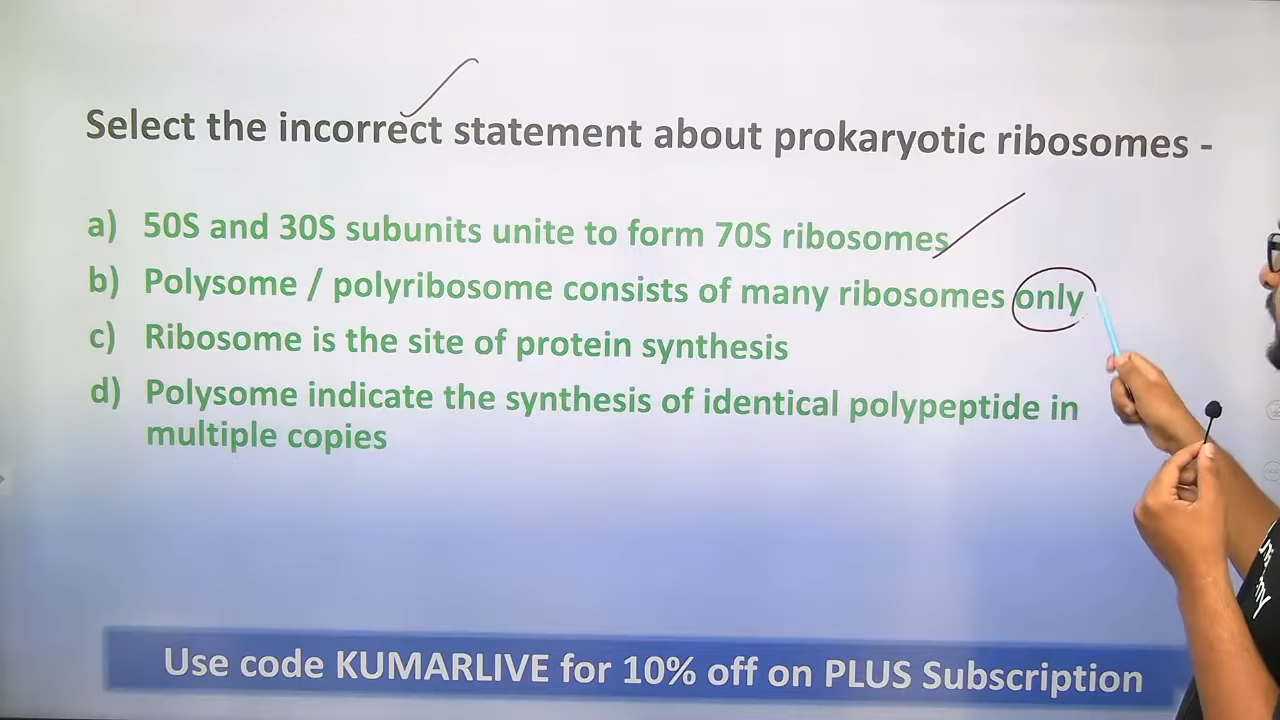 Select the incorrect statement about prokaryotic ribosomes -
a) 50S and 30S subunits unite to form 70S ribosomes
b) Polysome / polyribosome consists of many ribosomes only
c) Ribosome is the site of protein synthesis
d) Polysome indicate the synthesis of identical polypeptide in
multiple copies
Use code KUMARLIVE for 10% off on PLUS Subscription